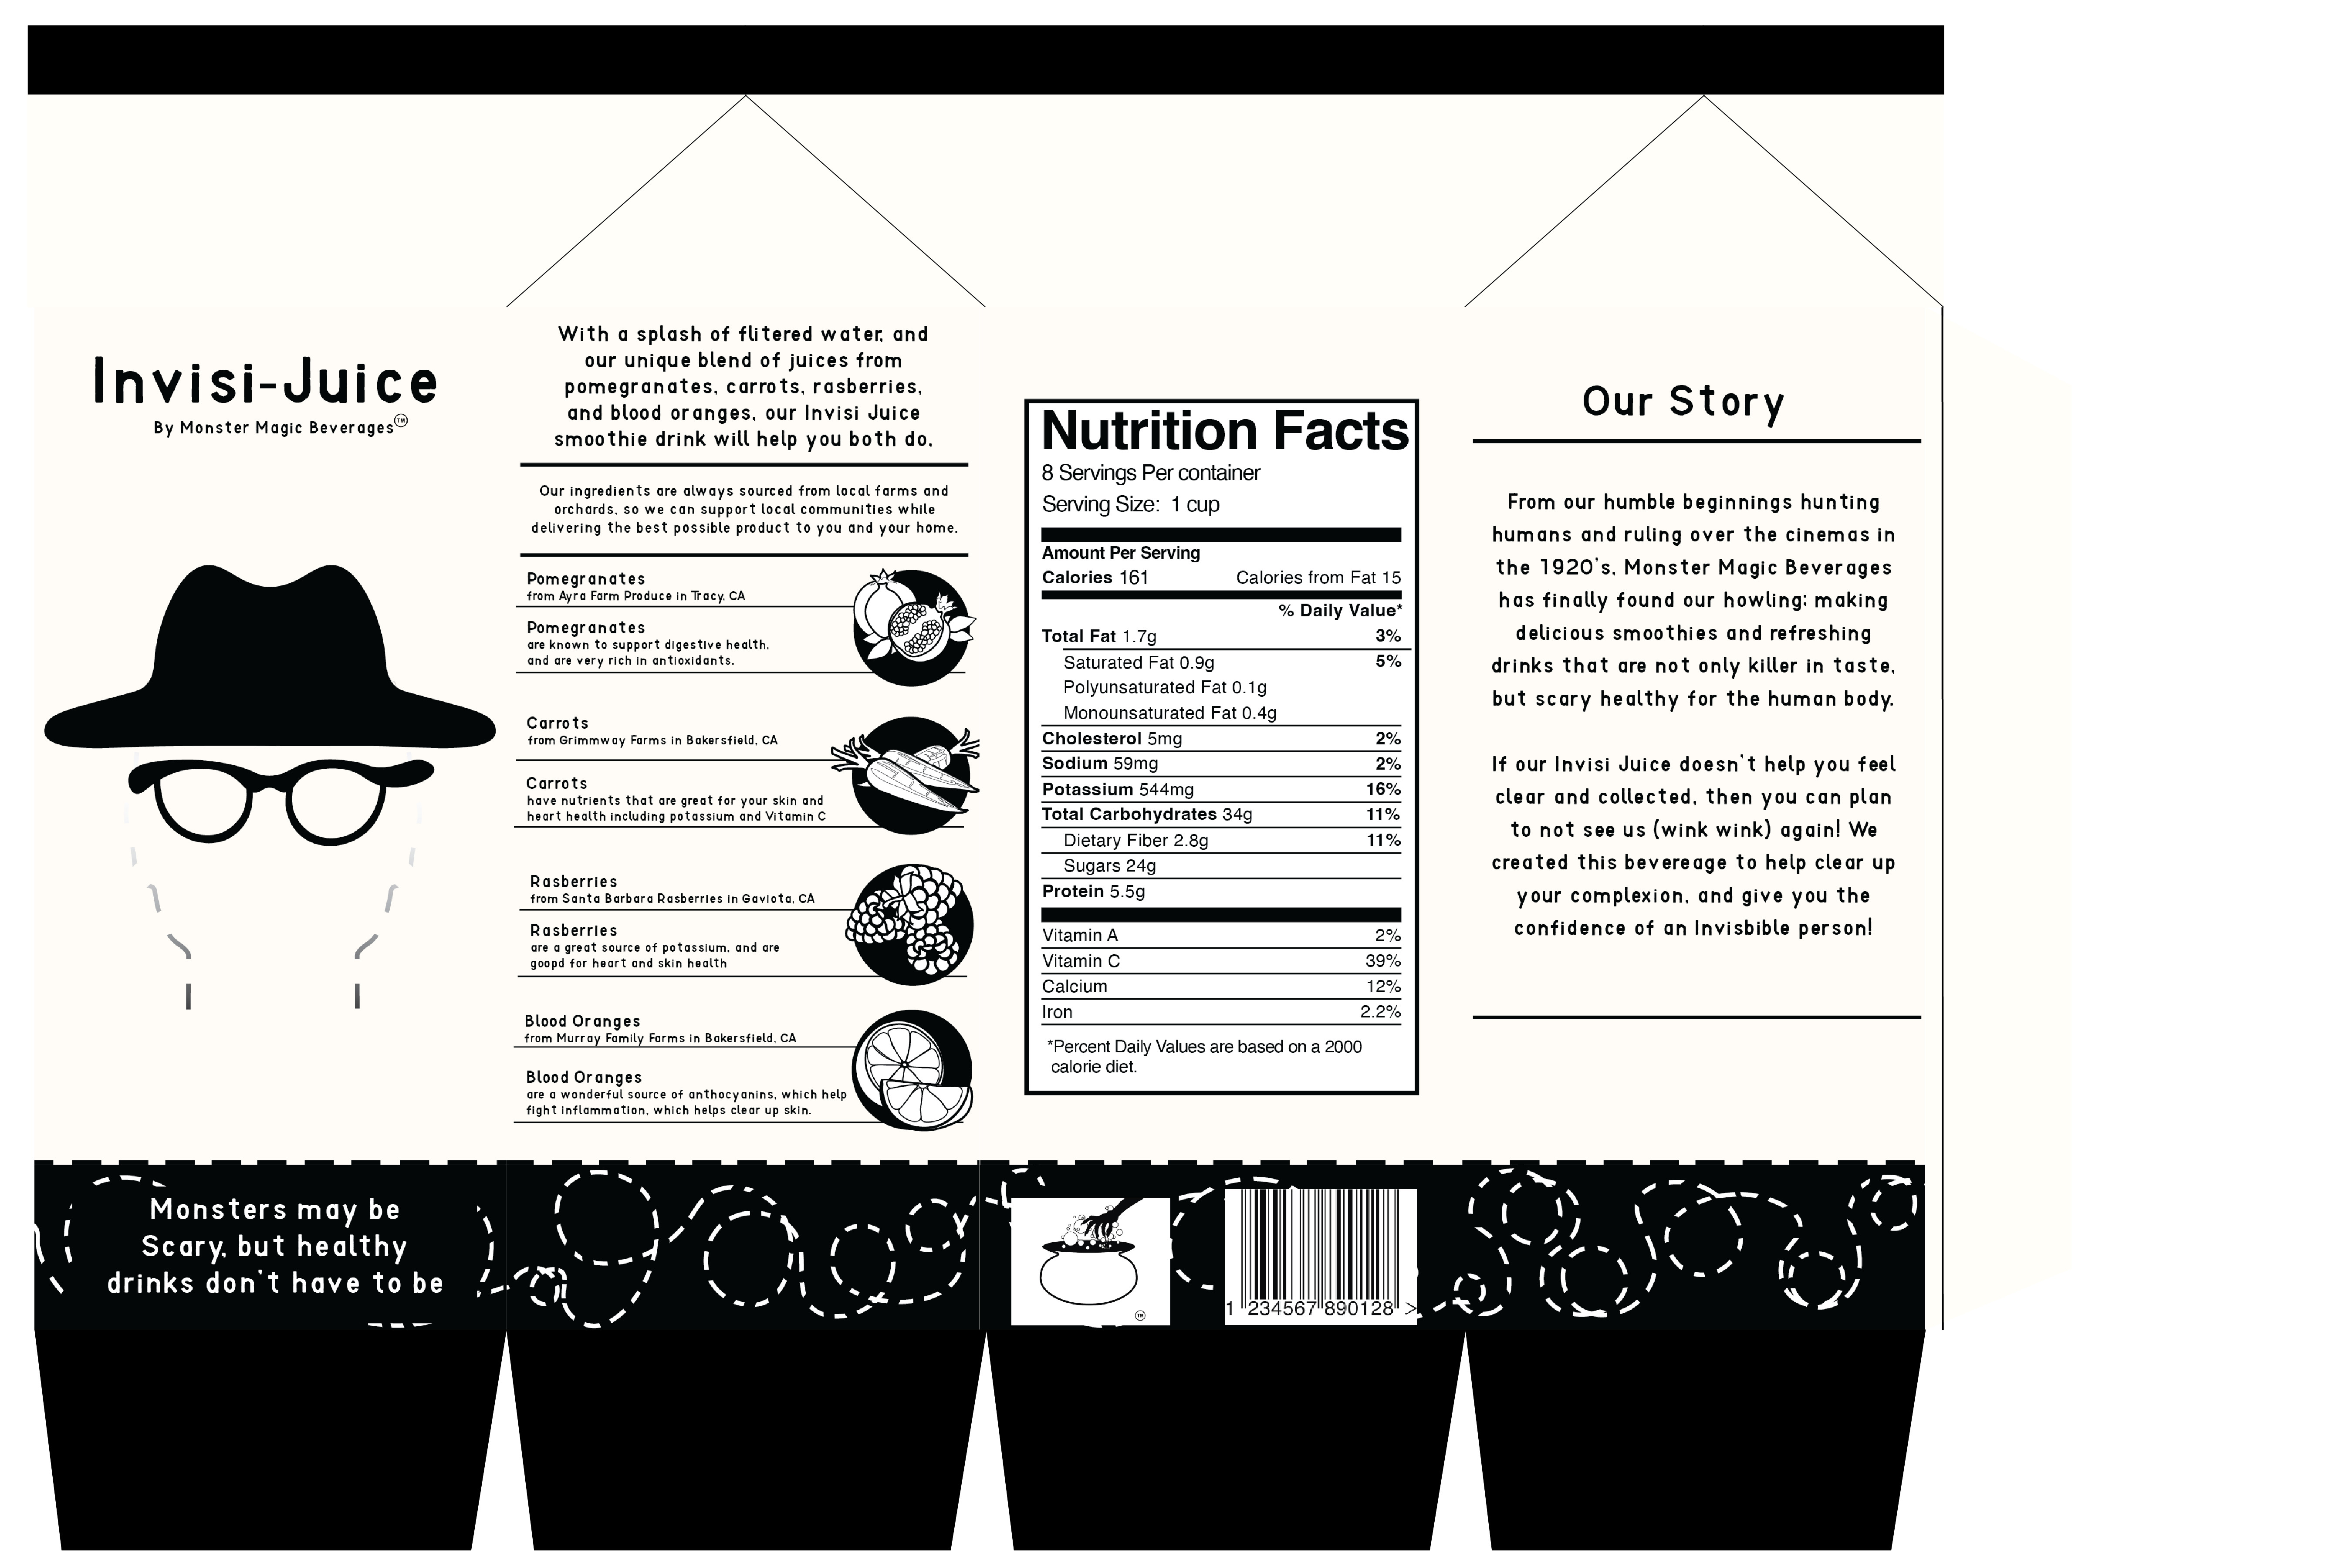 Invisi-Juice
By Monster Magic Beverages™
Monsters may be
Scary, but healthy
drinks don't have to be
With a splash of flitered water, and
our unique blend of juices from
pomegranates, carrots, rasberries,
and blood oranges, our Invisi Juice
smoothie drink will help you both do,
Our ingredients are always sourced from local farms and
orchards, so we can support local communities while
delivering the best possible product to you and your home.
Pomegranates
from Ayra Farm Produce in Tracy, CA
Pomegranates
are known to support digestive health,
and are very rich in antioxidants.
Carrots
from Grimmway Farms in Bakersfield, CA
Carrots
have nutrients that are great for your skin and
heart health including potassium and Vitamin C
Rasberries
from Santa Barbara Rasberries in Gaviota, CA
Rasberries
are a great source of potassium, and are
goopd for heart and skin health
Blood Oranges
from Murray Family Farms in Bakersfield, CA
Blood Oranges
are a wonderful source of anthocyanins, which help
fight inflammation, which helps clear up skin.
Nutrition Facts
8 Servings Per container
Serving Size: 1 cup
Amount Per Serving
Calories 161 Calories from Fat 15
% Daily Value*
Total Fat 1.7g 3%
Saturated Fat 0.9g 5%
Polyunsaturated Fat 0.1g
Monounsaturated Fat 0.4g
Cholesterol 5mg 2%
Sodium 59mg 2%
Potassium 544mg 16%
Total Carbohydrates 34g 11%
Dietary Fiber 2.8g 11%
Sugars 24g
Protein 5.5g
Vitamin A 2%
Vitamin C 39%
Calcium 12%
Iron 2.2%
*Percent Daily Values are based on a 2000
calorie diet.
™
1 234567 890128 >
Our Story
From our humble beginnings hunting
humans and ruling over the cinemas in
the 1920's, Monster Magic Beverages
has finally found our howling: making
delicious smoothies and refreshing
drinks that are not only killer in taste,
but scary healthy for the human body.
If our Invisi Juice doesn't help you feel
clear and collected, then you can plan
to not see us (wink wink) again! We
created this bevereage to help clear up
your complexion, and give you the
confidence of an Invisbible person!